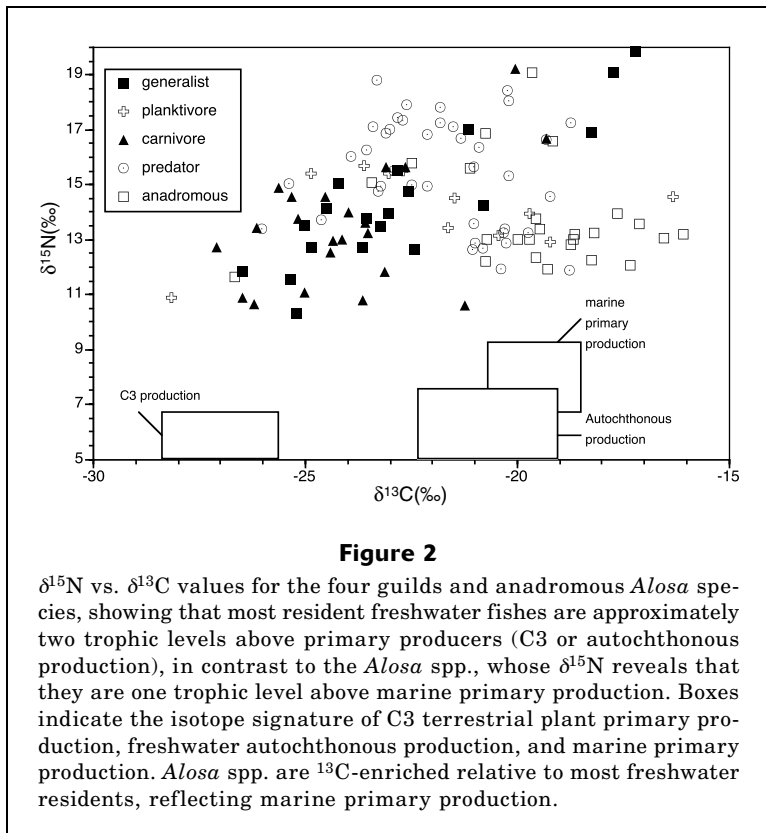 19
17
15
13
11
9
7
5
δ15N(‰)
generalist
planktivore
carnivore
predator
anadromous
marine
primary
production
C3 production
Autochthonous
production
-30
-25
-20
-15
δ13C(‰)
Figure 2
δ15N vs. δ13C values for the four guilds and anadromous Alosa spe-
cies, showing that most resident freshwater fishes are approximately
two trophic levels above primary producers (C3 or autochthonous
production), in contrast to the Alosa spp., whose δ15N reveals that
they are one trophic level above marine primary production. Boxes
indicate the isotope signature of C3 terrestrial plant primary pro-
duction, freshwater autochthonous production, and marine primary
production. Alosa spp. are 13C-enriched relative to most freshwater
residents, reflecting marine primary production.